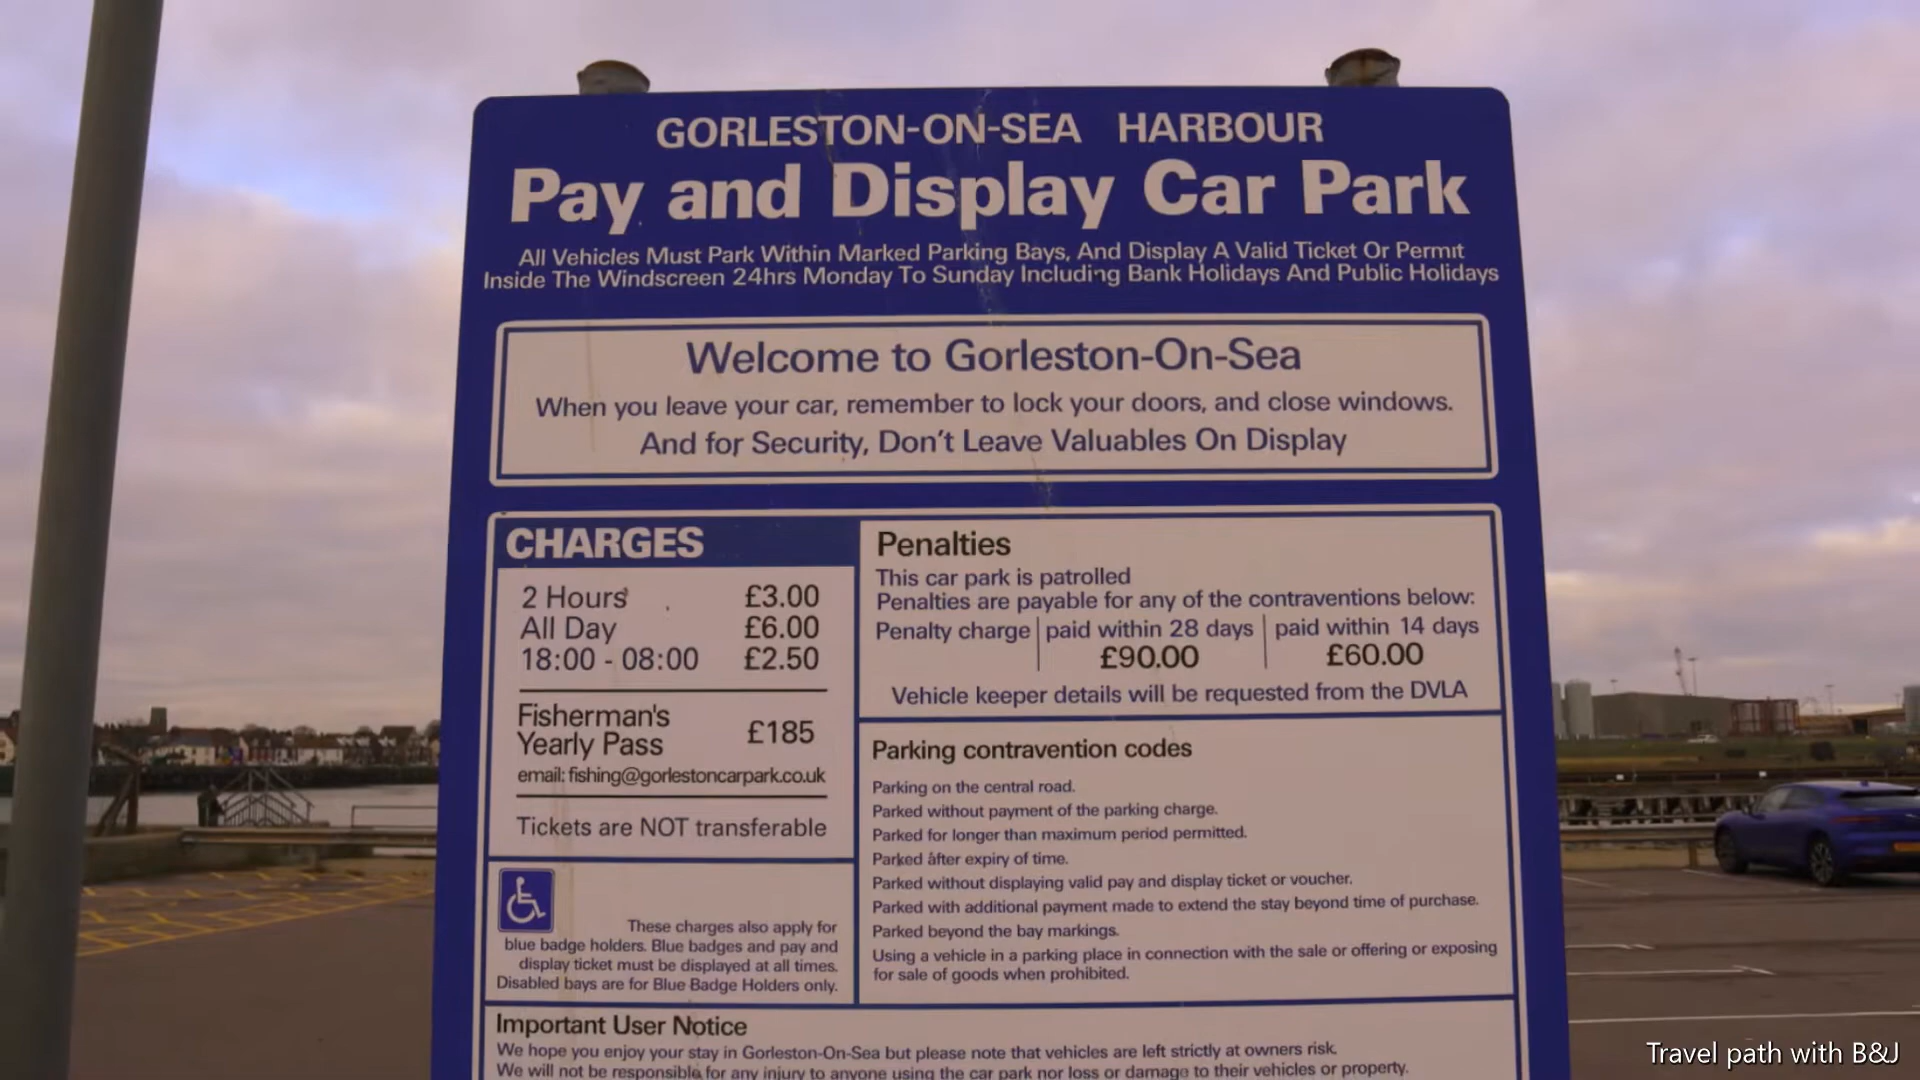 GORLESTON-ON-SEA HARBOUR
Pay and Display Car Park
All Vehicles Must Park Within Marked Parking Bays, And Display A Valid Ticket Or Permit
Inside The Windscreen 24hrs Monday To Sunday Including Bank Holidays And Public Holidays
Welcome to Gorleston-On-Sea
When you leave your car, remember to lock your doors, and close windows.
And for Security, Don't Leave Valuables On Display
CHARGES
2 Hours £3.00
All Day £6.00
18:00 - 08:00 £2.50
Fisherman's
Yearly Pass £185
email: fishing@gorlestoncarpark.co.uk
Tickets are NOT transferable
These charges also apply for
blue badge holders. Blue badges and pay and
display ticket must be displayed at all times.
Disabled bays are for Blue Badge Holders only.
Penalties
This car park is patrolled
Penalties are payable for any of the contraventions below:
Penalty charge paid within 28 days paid within 14 days
£90.00 £60.00
Vehicle keeper details will be requested from the DVLA
Parking contravention codes
Parking on the central road.
Parked without payment of the parking charge.
Parked for longer than maximum period permitted.
Parked after expiry of time.
Parked without displaying valid pay and display ticket or voucher.
Parked with additional payment made to extend the stay beyond time of purchase.
Parked beyond the bay markings.
Using a vehicle in a parking place in connection with the sale or offering or exposing
for sale of goods when prohibited.
Important User Notice
We hope you enjoy your stay in Gorleston-On-Sea but please note that vehicles are left strictly at owners risk.
We will not be responsible for any injury to anyone using the car park nor loss or damage to their vehicles or property.
Travel path with B&J